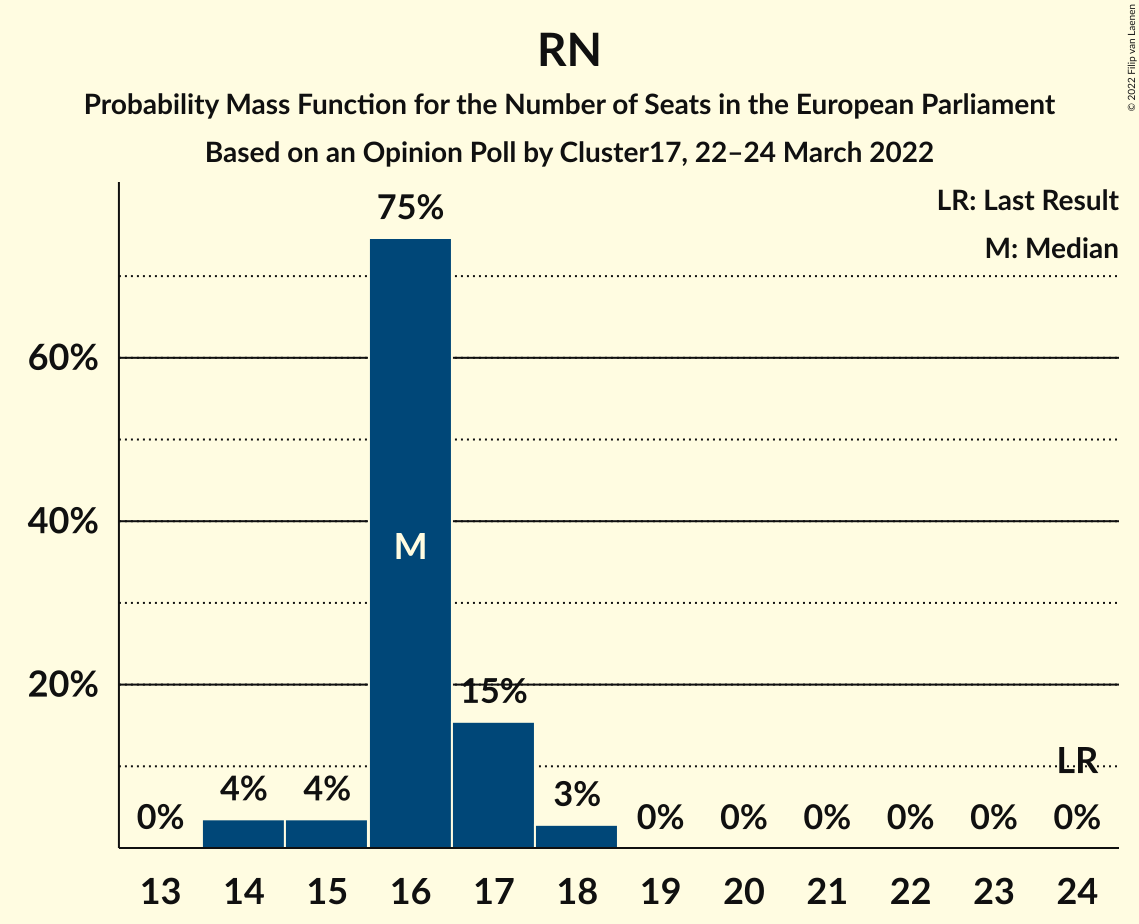 RN
Probability Mass Function for the Number of Seats in the European Parliament
Based on an Opinion Poll by Cluster17, 22–24 March 2022
© 2022 Filip van Laenen
LR: Last Result
M: Median
75%
60%
40%
M
20%
15%
LR
0% 4% 4% 3% 0% 0% 0% 0% 0% 0%
13 14 15 16 17 18 19 20 21 22 23 24